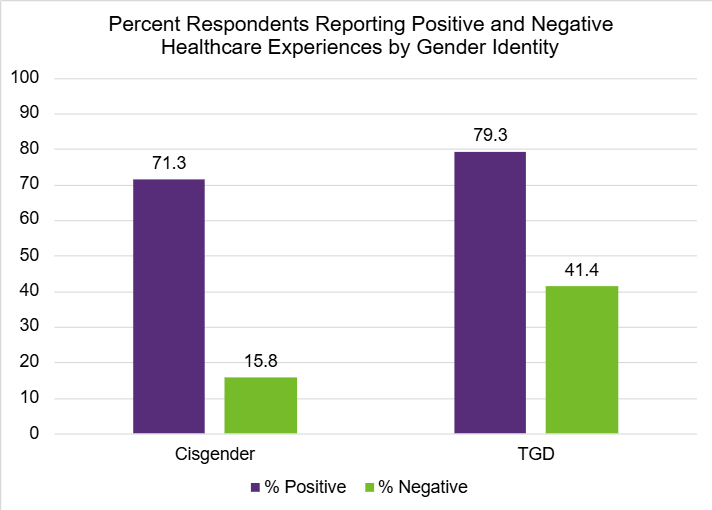 Percent Respondents Reporting Positive and Negative
Healthcare Experiences by Gender Identity
100
90
80
70
60
50
40
30
20
10
0
71.3
15.8
79.3
41.4
Cisgender
TGD
% Positive
% Negative